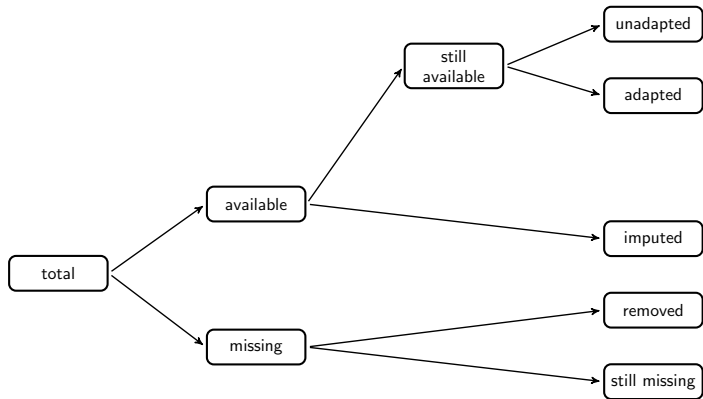 unadapted
still
available
adapted
available
imputed
total
removed
missing
still missing